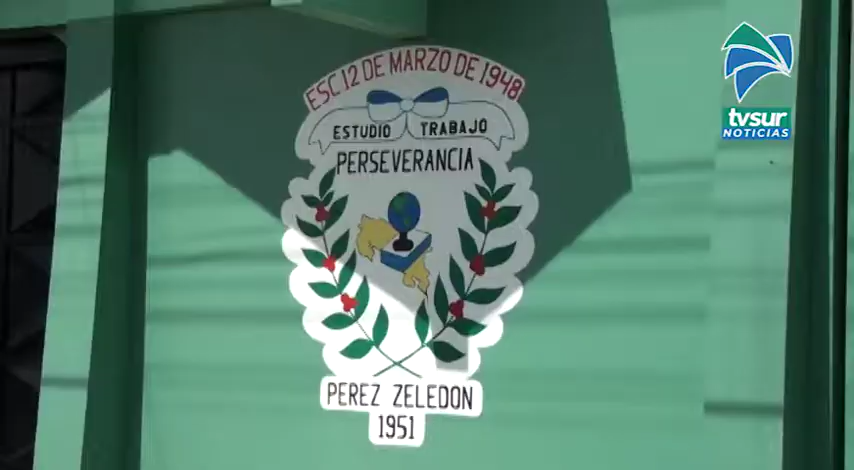 ESC 12 DE MARZO DE 1948
ESTUDIO TRABAJO
PERSEVERANCIA
PEREZ ZELEDON
1951
tvsur
NOTICIAS